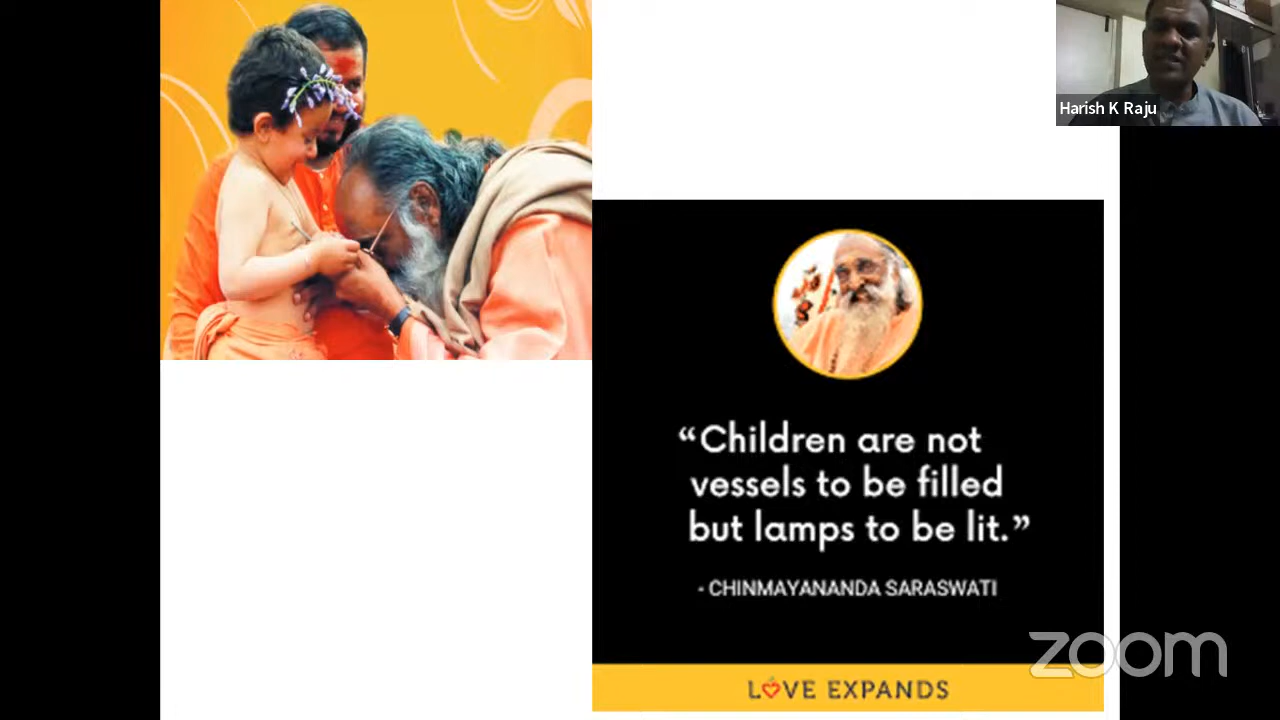 Harish K Raju
“Children are not
vessels to be filled
but lamps to be lit.”
- CHINMAYANANDA SARASWATI
LOVE EXPANDS
zoom